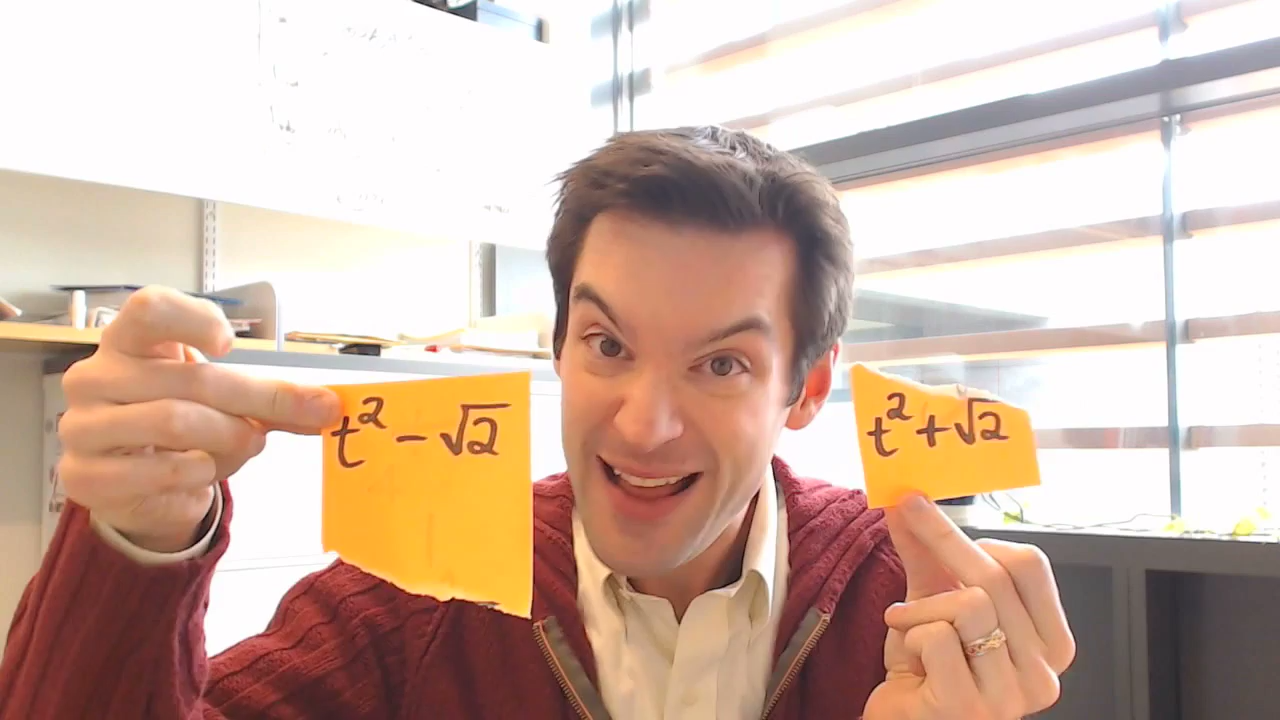 t² - √2
t² + √2